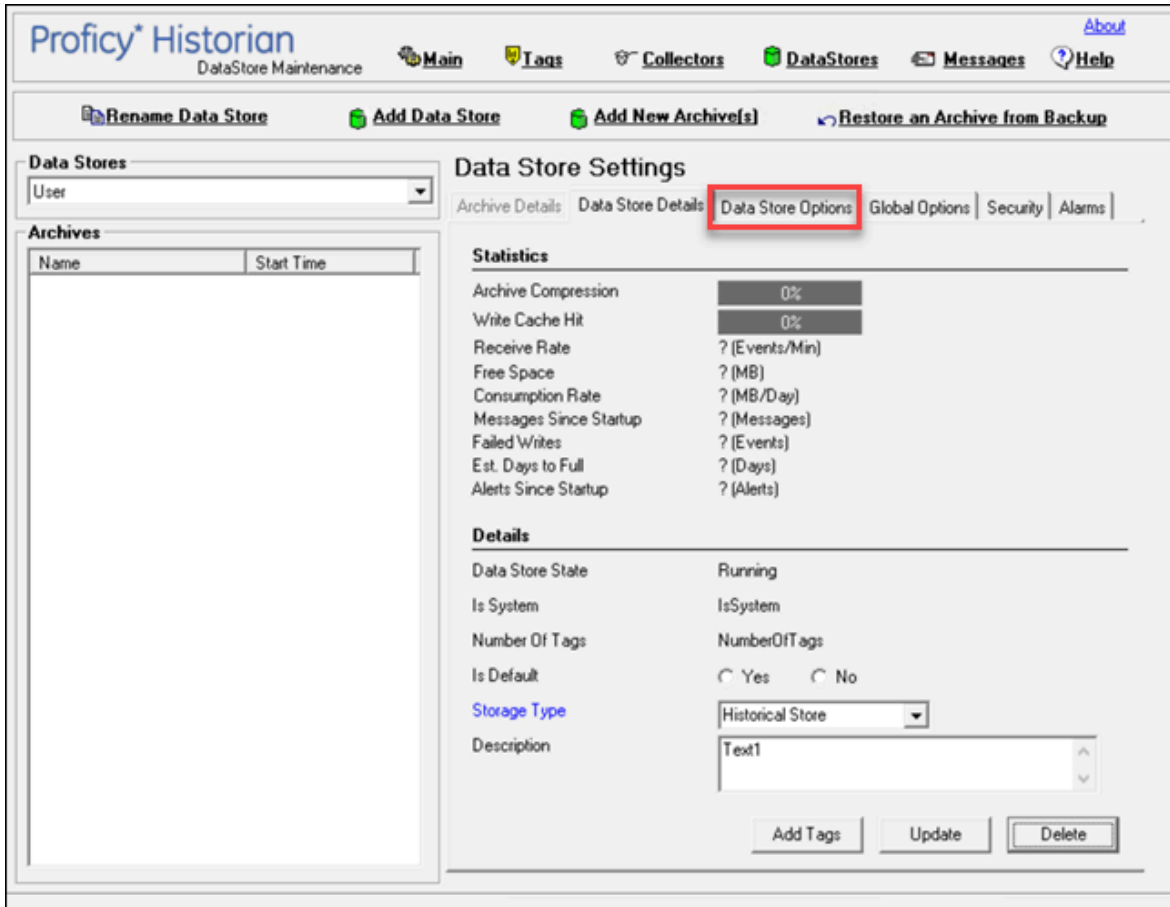 About
Proficy* Historian
DataStore Maintenance
Main Tags Collectors DataStores Messages Help
Rename Data Store Add Data Store Add New Archive[s] Restore an Archive from Backup
Data Stores
User
Archives
Name Start Time
Data Store Settings
Archive Details Data Store Details Data Store Options Global Options Security Alarms
Statistics
Archive Compression 0%
Write Cache Hit 0%
Receive Rate ? (Events/Min)
Free Space ? (MB)
Consumption Rate ? (MB/Day)
Messages Since Startup ? (Messages)
Failed Writes ? (Events)
Est. Days to Full ? (Days)
Alerts Since Startup ? (Alerts)
Details
Data Store State Running
Is System IsSystem
Number Of Tags NumberOfTags
Is Default Yes No
Storage Type Historical Store
Description Text1
Add Tags Update Delete